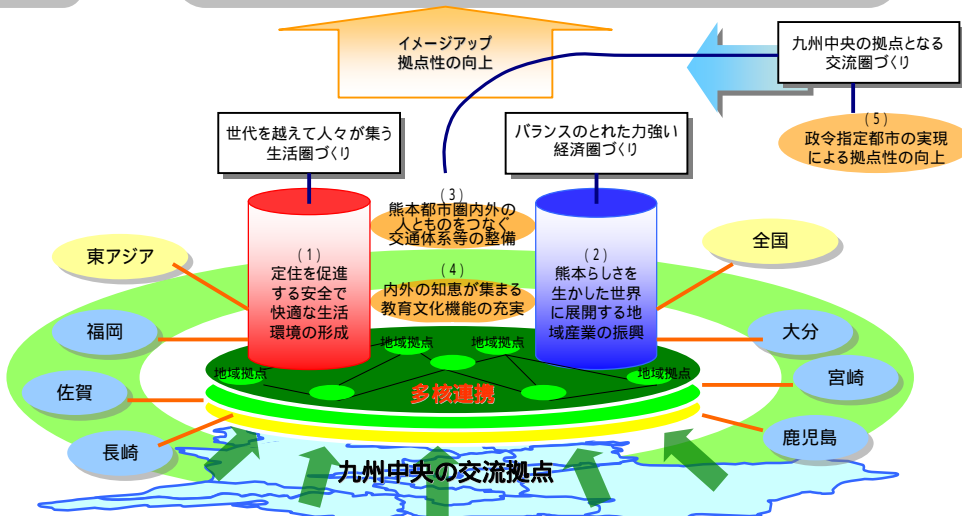 イメージアップ
拠点性の向上
九州中央の拠点となる
交流圏づくり
(5)
政令指定都市の実現
による拠点性の向上
世代を越えて人々が集う
生活圏づくり
バランスのとれた力強い
経済圏づくり
(3)
熊本都市圏内外の
人とものをつなぐ
交通体系等の整備
(4)
内外の知恵が集まる
教育文化機能の充実
(1)
定住を促進
する安全で
快適な生活
環境の形成
(2)
熊本らしさを
生かした世界
に展開する地
域産業の振興
東アジア
全国
福岡
大分
佐賀
宮崎
長崎
鹿児島
地域拠点
地域拠点
地域拠点
地域拠点
多核連携
九州中央の交流拠点